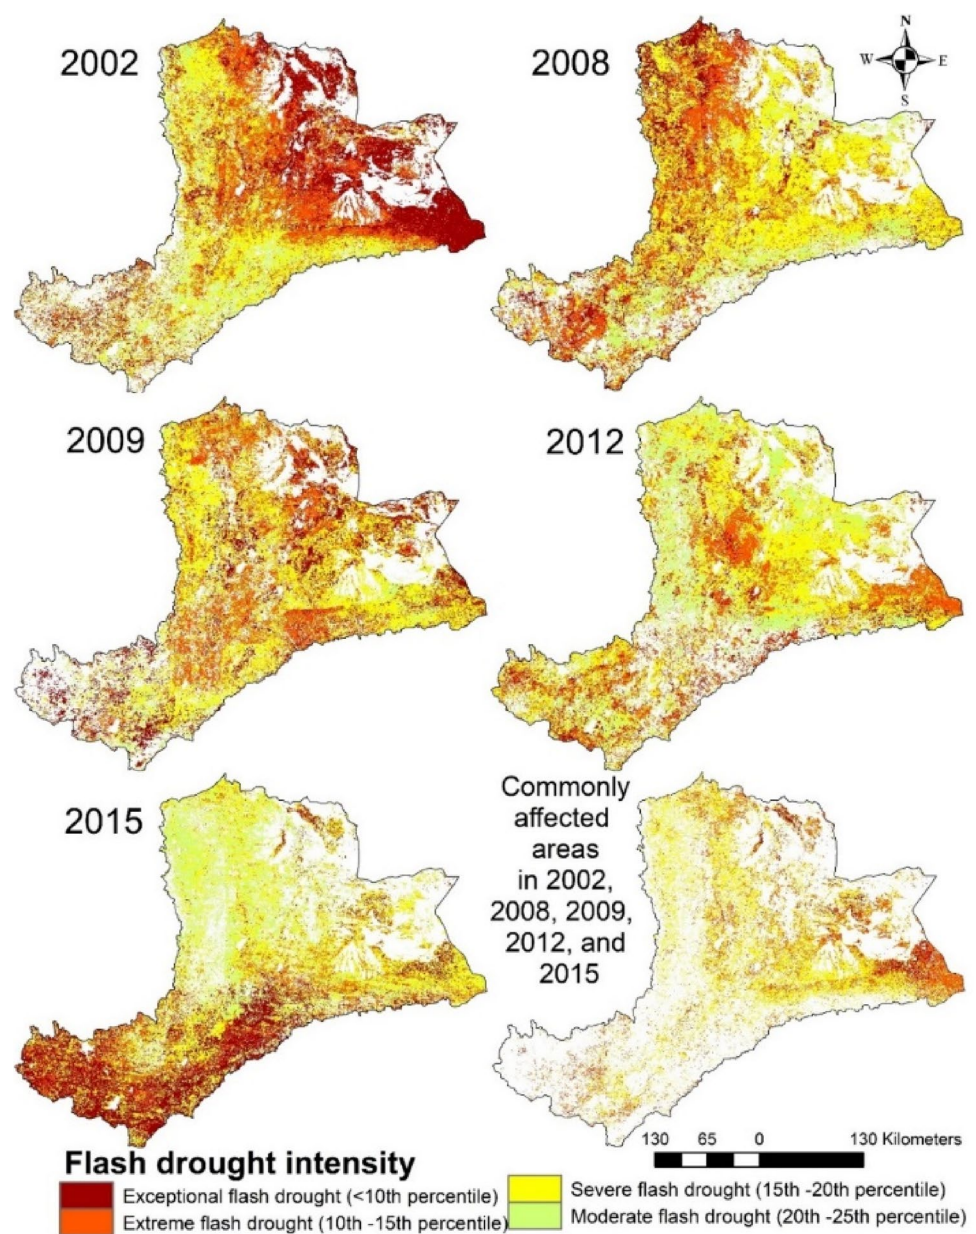 2002
2008
N
W
E
S
2009
2012
2015
Commonly
affected
areas
in 2002,
2008, 2009,
2012, and
2015
130 65 0 130 Kilometers
Flash drought intensity
Exceptional flash drought (<10th percentile)
Extreme flash drought (10th -15th percentile)
Severe flash drought (15th -20th percentile)
Moderate flash drought (20th -25th percentile)